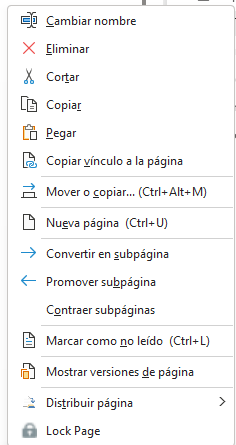 Cambiar nombre
Eliminar
Cortar
Copiar
Pegar
Copiar vínculo a la página
Mover o copiar... (Ctrl+Alt+M)
Nueva página (Ctrl+U)
Convertir en subpágina
Promover subpágina
Contraer subpáginas
Marcar como no leído (Ctrl+L)
Mostrar versiones de página
Distribuir página
Lock Page